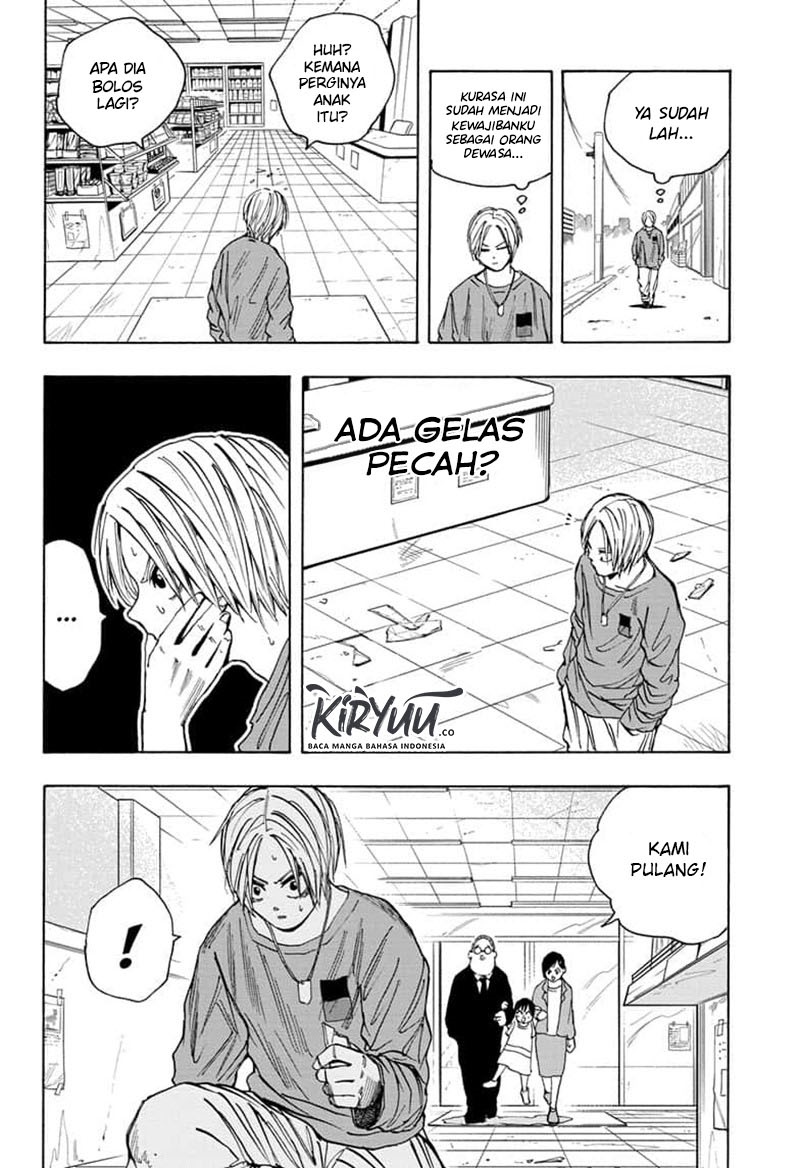 YA SUDAH
LAH...
KURASA INI
SUDAH MENJADI
KEWAJIBANKU
SEBAGAI ORANG
DEWASA...
HUH?
KEMANA
PERGINYA
ANAK
ITU?
APA DIA
BOLOS
LAGI?
ADA GELAS
PECAH?
...
KIRYUU.CO
BACA MANGA BAHASA INDONESIA
KAMI
PULANG!
!